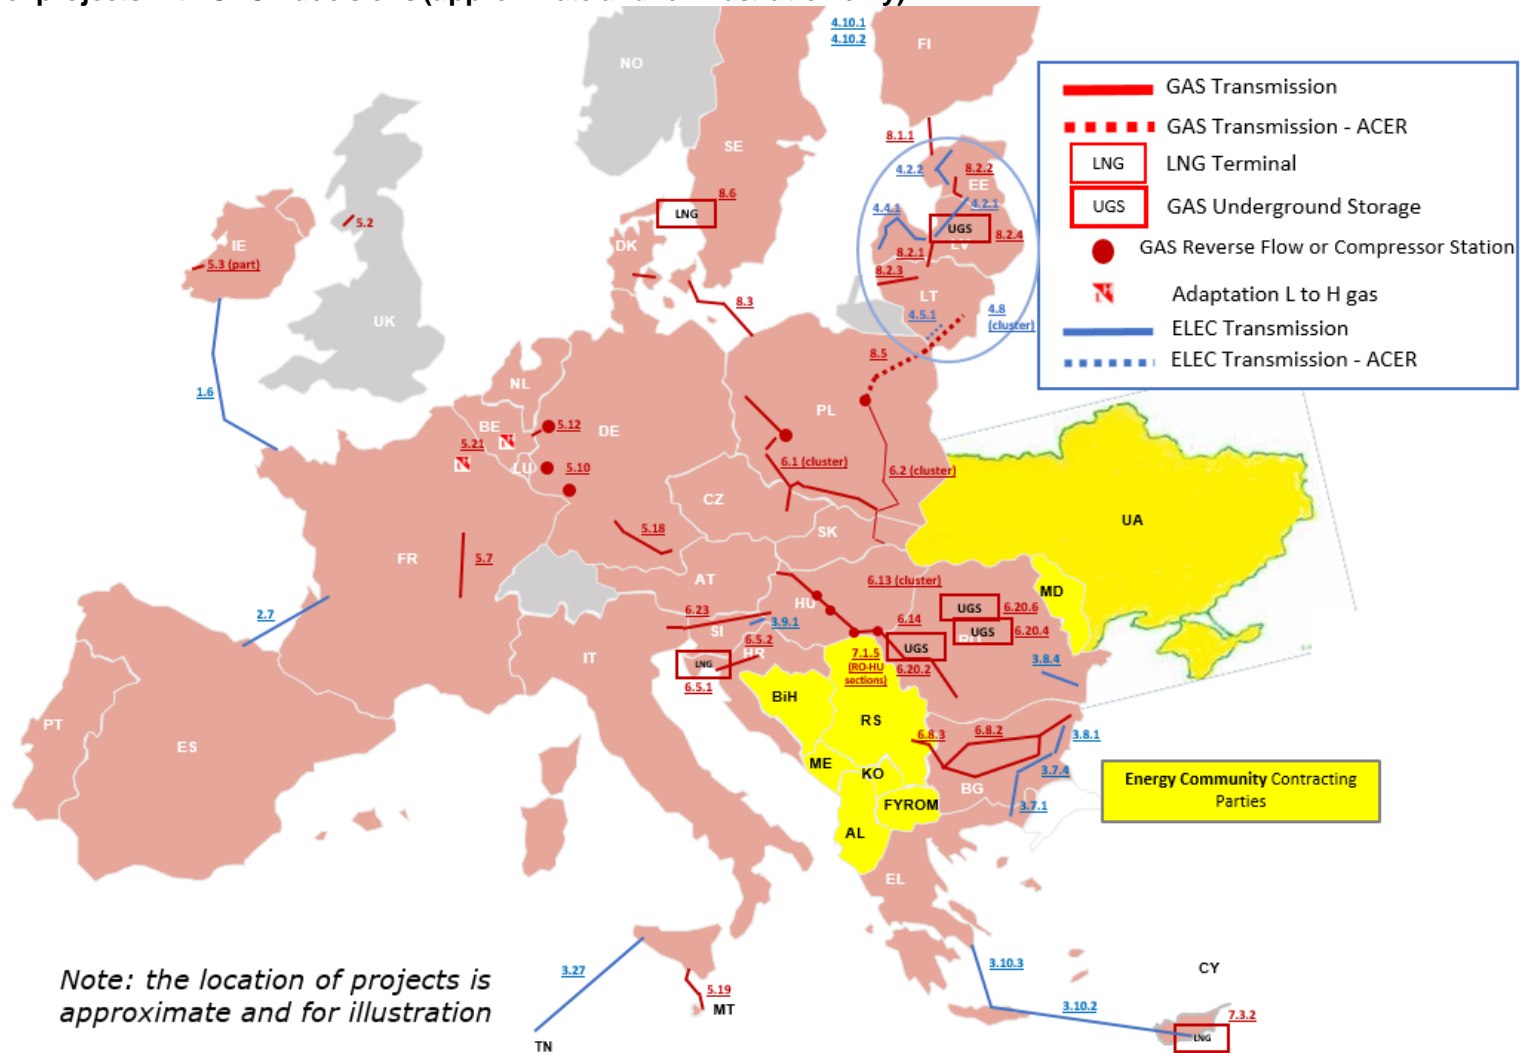 4.10.1
4.10.2
FI
NO
SE
GAS Transmission
GAS Transmission - ACER
LNG
LNG Terminal
UGS
GAS Underground Storage
GAS Reverse Flow or Compressor Station
Adaptation L to H gas
ELEC Transmission
ELEC Transmission - ACER
8.1.1
4.2.2
8.2.2
EE
4.2.1
4.4.1
UGS
LV
8.2.4
8.2.1
8.2.3
LT
4.5.1
4.8
(cluster)
8.6
LNG
DK
8.3
5.2
IE
5.3 (part)
UK
1.6
8.5
NL
PL
BE
5.12
DE
5.21
LU
5.10
6.1 (cluster)
6.2 (cluster)
CZ
UA
SK
5.18
FR
5.7
AT
6.13 (cluster)
MD
HU
2.7
UGS
6.20.6
6.23
6.14
3.9.1
SI
UGS
6.20.4
6.5.2
HR
UGS
7.1.5
(RO-HU
sections)
6.20.2
IT
LNG
6.5.1
3.8.4
BiH
PT
RS
ES
6.8.3
6.8.2
3.8.1
ME
KO
3.7.4
BG
Energy Community Contracting
Parties
FYROM
3.7.1
AL
EL
Note: the location of projects is
approximate and for illustration
3.27
5.19
MT
TN
3.10.3
CY
3.10.2
7.3.2
LNG